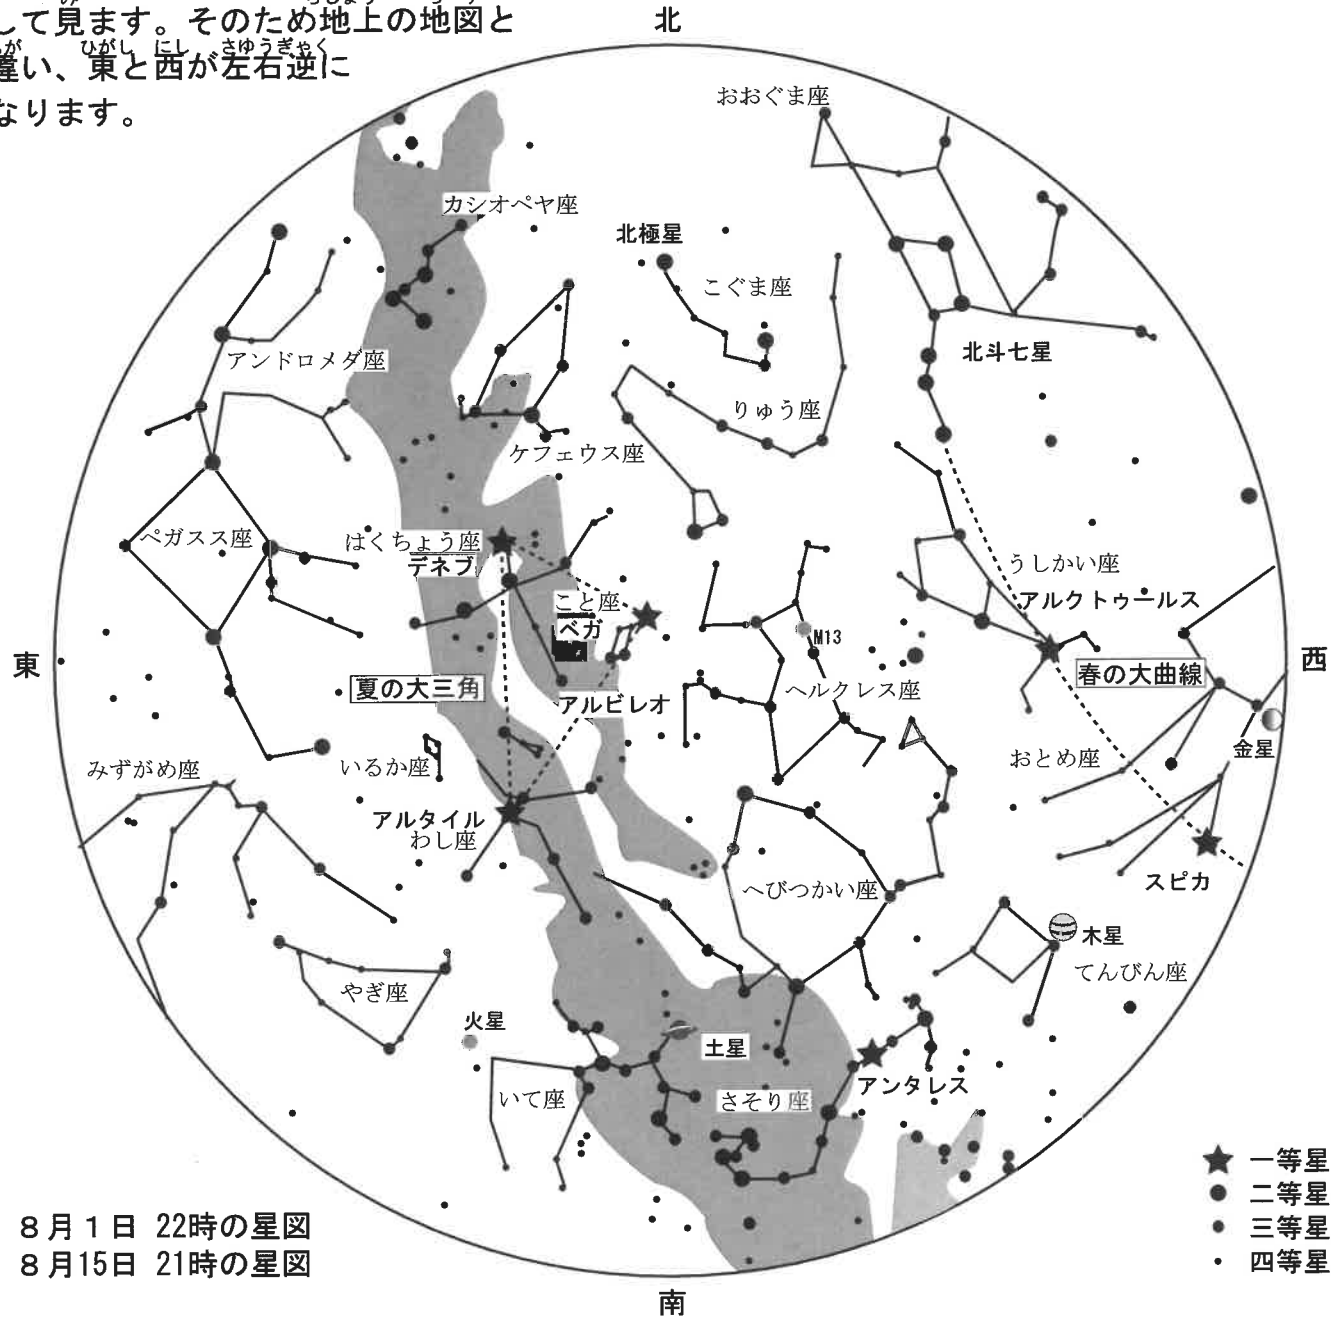 して見ます。そのため地上の地図と
ひがし にし さゆうぎゃく
違い、東と西が左右逆に
なります。
北
おおぐま座
カシオペヤ座
北極星
こぐま座
北斗七星
アンドロメダ座
りゅう座
ケフェウス座
ペガスス座
はくちょう座
デネブ
うしかい座
アルクトゥールス
こと座
ベガ
M13
東
西
夏の大三角
アルビレオ
ヘルクレス座
春の大曲線
金星
みずがめ座
いるか座
おとめ座
アルタイル
わし座
へびつかい座
スピカ
木星
てんびん座
やぎ座
火星
土星
いて座
さそり座
アンタレス
一等星
二等星
三等星
四等星
8月1日 22時の星図
8月15日 21時の星図
南